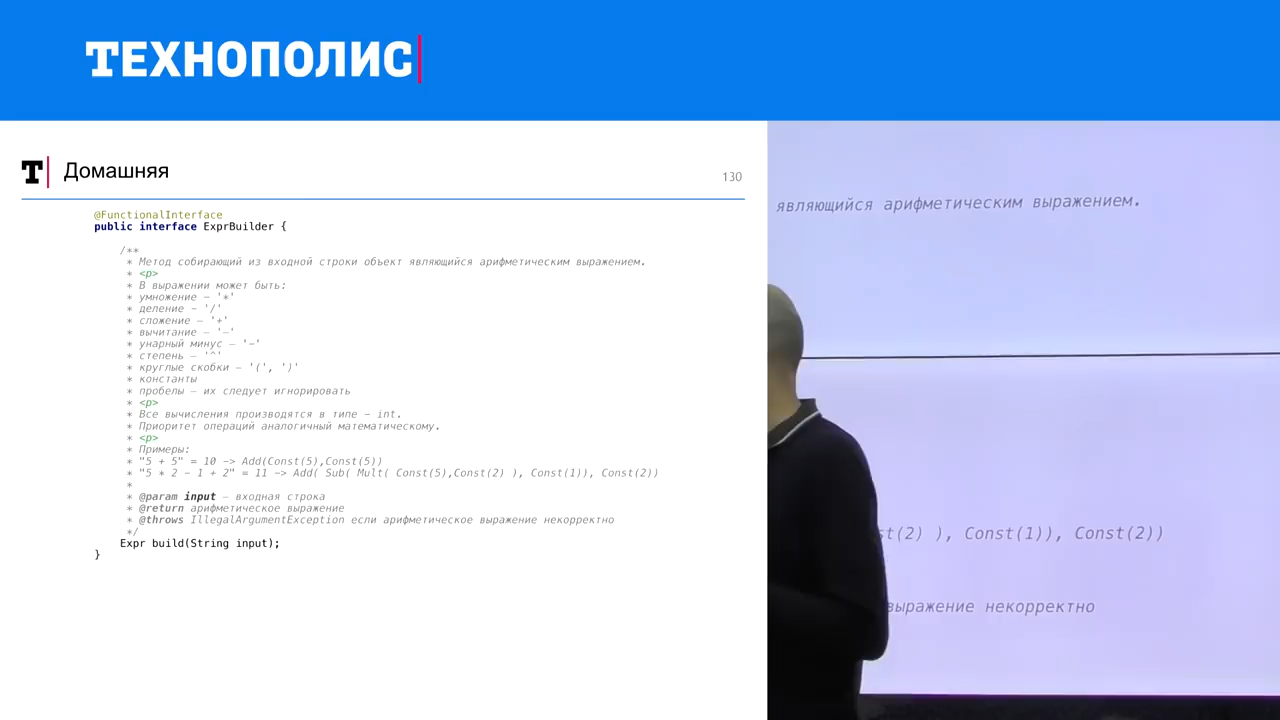 ТЕХНОПОЛИС
Т Домашняя
130
@FunctionalInterface
public interface ExprBuilder {
/**
* Метод собирающий из входной строки объект являющийся арифметическим выражением.
* <p>
* В выражении может быть:
* умножение - '*'
* деление - '/'
* сложение - '+'
* вычитание - '-'
* унарный минус - '-'
* степень - '^'
* круглые скобки - '(', ')'
* константы
* пробелы - их следует игнорировать
* <p>
* Все вычисления производятся в типе - int.
* Приоритет операций аналогичный математическому.
* <p>
* Примеры:
* "5 + 5" = 10 -> Add(Const(5),Const(5))
* "5 * 2 - 1 + 2" = 11 -> Add( Sub( Mult( Const(5),Const(2) ), Const(1)), Const(2))
*
* @param input - входная строка
* @return арифметическое выражение
* @throws IllegalArgumentException если арифметическое выражение некорректно
*/
Expr build(String input);
}
являющийся арифметическим выражением.
st(2) ), Const(1)), Const(2))
выражение некорректно